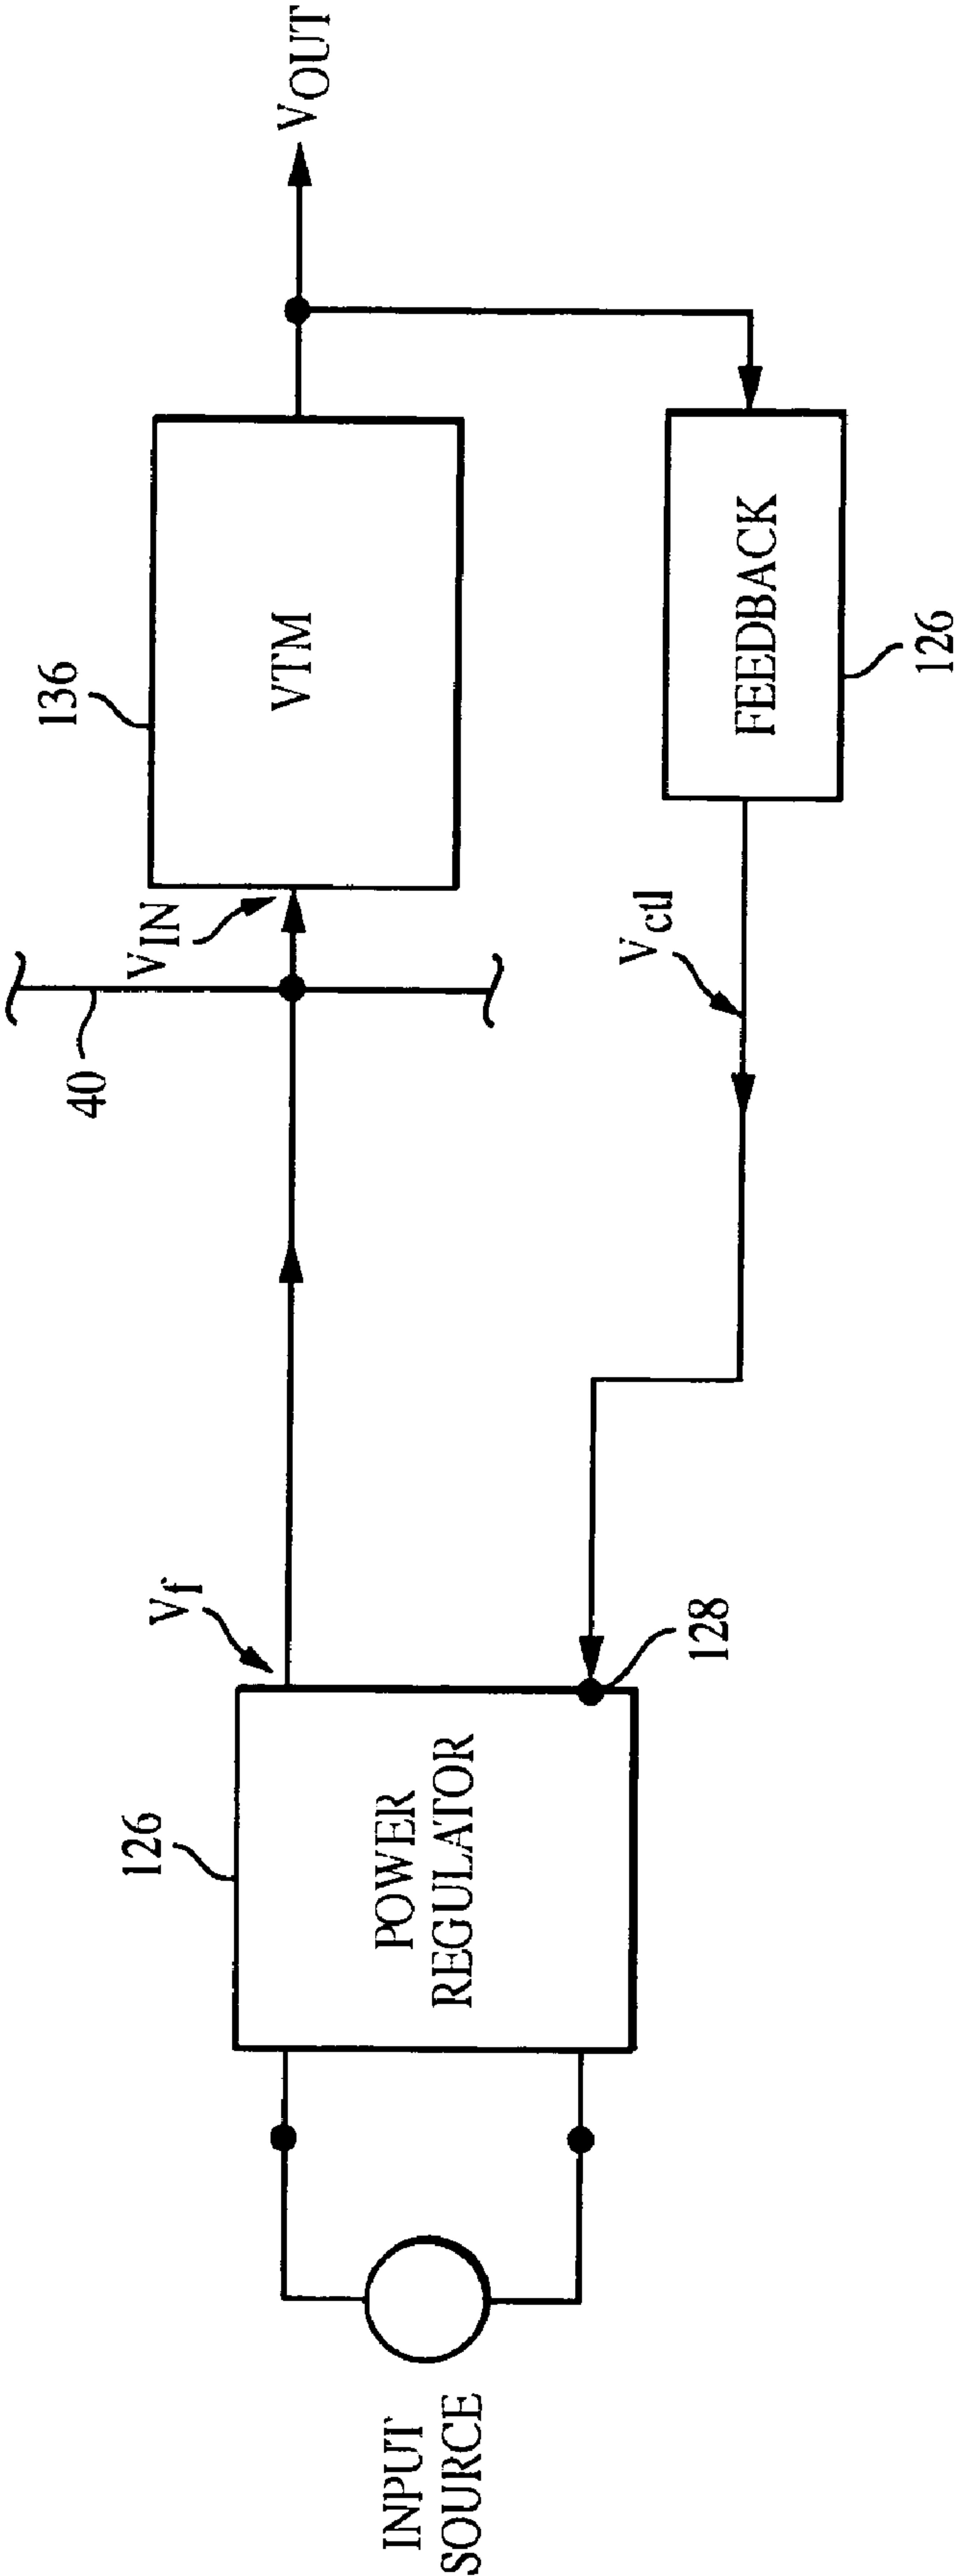 INPUT
SOURCE
126
POWER
REGULATOR
Vf
128
40
VIN
136
VTM
VOUT
Vctl
FEEDBACK
126